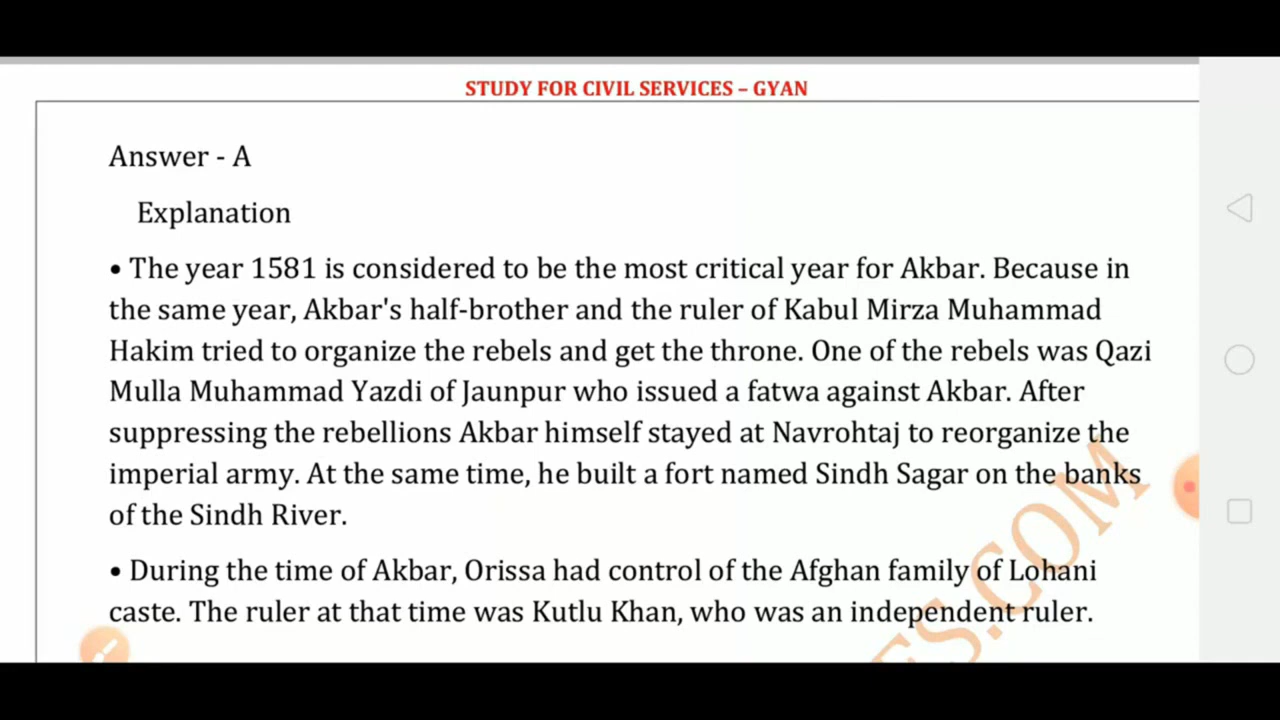 STUDY FOR CIVIL SERVICES – GYAN
Answer - A
Explanation
• The year 1581 is considered to be the most critical year for Akbar. Because in
the same year, Akbar's half-brother and the ruler of Kabul Mirza Muhammad
Hakim tried to organize the rebels and get the throne. One of the rebels was Qazi
Mulla Muhammad Yazdi of Jaunpur who issued a fatwa against Akbar. After
suppressing the rebellions Akbar himself stayed at Navrohtaj to reorganize the
imperial army. At the same time, he built a fort named Sindh Sagar on the banks
of the Sindh River.
• During the time of Akbar, Orissa had control of the Afghan family of Lohani
caste. The ruler at that time was Kutlu Khan, who was an independent ruler.
ES.COM